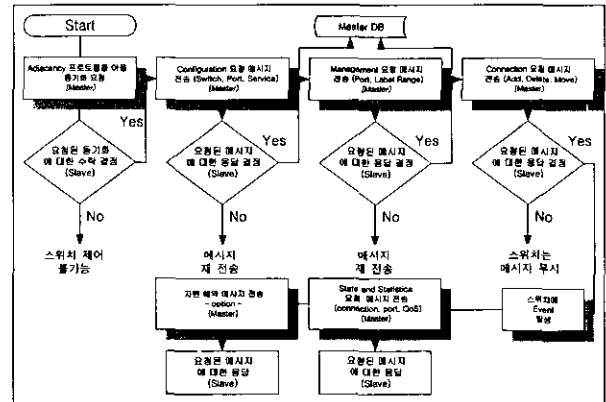 Start
Master DB
Adjacency 프로토콜을 이용
동기화 요청
(Master)
Configuration 요청 메시지
전송 (Switch, Port, Service)
(Master)
Management 요청 메시지
전송 (Port, Label Range)
(Master)
Connection 요청 메시지
전송 (Add, Delete, Move)
(Master)
Yes
Yes
Yes
Yes
요청된 동기화
에 대한 수락 결정
(Slave)
요청된 메시지
에 대한 응답 결정
(Slave)
요청된 메시지
에 대한 응답 결정
(Slave)
요청된 메시지
에 대한 응답 결정
(Slave)
No
No
No
No
스위치 제어
불가능
메시지
재 전송
메시지
재 전송
스위치는
메시지 무시
자원 예약 메시지 전송
- option -
(Master)
State and Statistics
요청 메시지 전송
(connection, port, QoS)
(Master)
스위치에
Event
발생
요청된 메시지
에 대한 응답
(Slave)
요청된 메시지
에 대한 응답
(Slave)